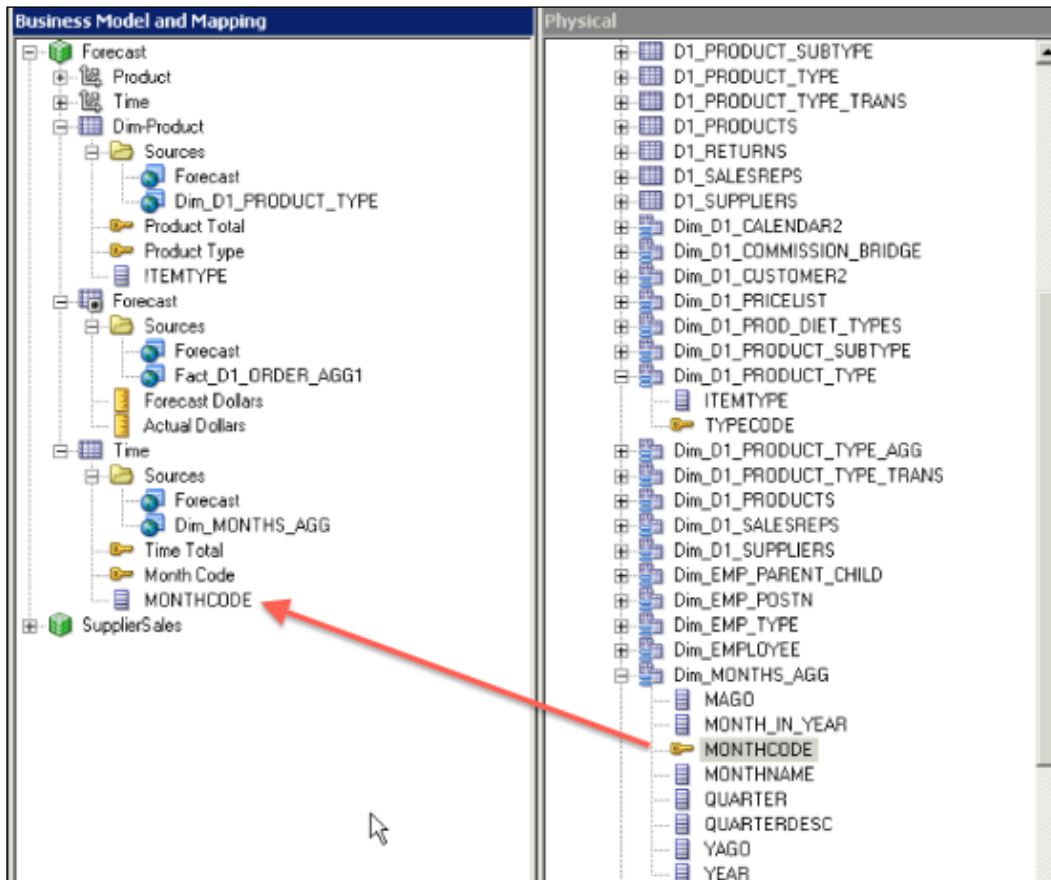 Business Model and Mapping
Forecast
Product
Time
Dim-Product
Sources
Forecast
Dim_D1_PRODUCT_TYPE
Product Total
Product Type
ITEMTYPE
Forecast
Sources
Forecast
Fact_D1_ORDER_AGG1
Forecast Dollars
Actual Dollars
Time
Sources
Forecast
Dim_MONTHS_AGG
Time Total
Month Code
MONTHCODE
SupplierSales
Physical
D1_PRODUCT_SUBTYPE
D1_PRODUCT_TYPE
D1_PRODUCT_TYPE_TRANS
D1_PRODUCTS
D1_RETURNS
D1_SALESREPS
D1_SUPPLIERS
Dim_D1_CALENDAR2
Dim_D1_COMMISSION_BRIDGE
Dim_D1_CUSTOMER2
Dim_D1_PRICELIST
Dim_D1_PROD_DIET_TYPES
Dim_D1_PRODUCT_SUBTYPE
Dim_D1_PRODUCT_TYPE
ITEMTYPE
TYPECODE
Dim_D1_PRODUCT_TYPE_AGG
Dim_D1_PRODUCT_TYPE_TRANS
Dim_D1_PRODUCTS
Dim_D1_SALESREPS
Dim_D1_SUPPLIERS
Dim_EMP_PARENT_CHILD
Dim_EMP_POSTN
Dim_EMP_TYPE
Dim_EMPLOYEE
Dim_MONTHS_AGG
MAGO
MONTH_IN_YEAR
MONTHCODE
MONTHNAME
QUARTER
QUARTERDESC
YAGO
YEAR